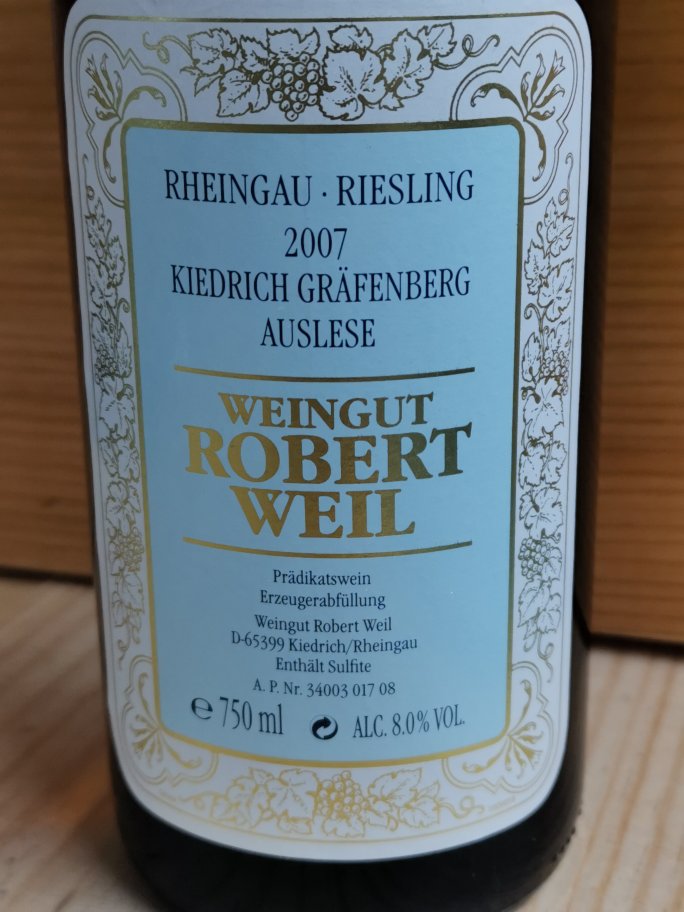 RHEINGAU · RIESLING
2007
KIEDRICH GRÄFENBERG
AUSLESE
WEINGUT
ROBERT
WEIL
Prädikatswein
Erzeugerabfüllung
Weingut Robert Weil
D-65399 Kiedrich/Rheingau
Enthält Sulfite
A. P. Nr. 34003 017 08
e 750 ml ALC. 8.0% VOL.